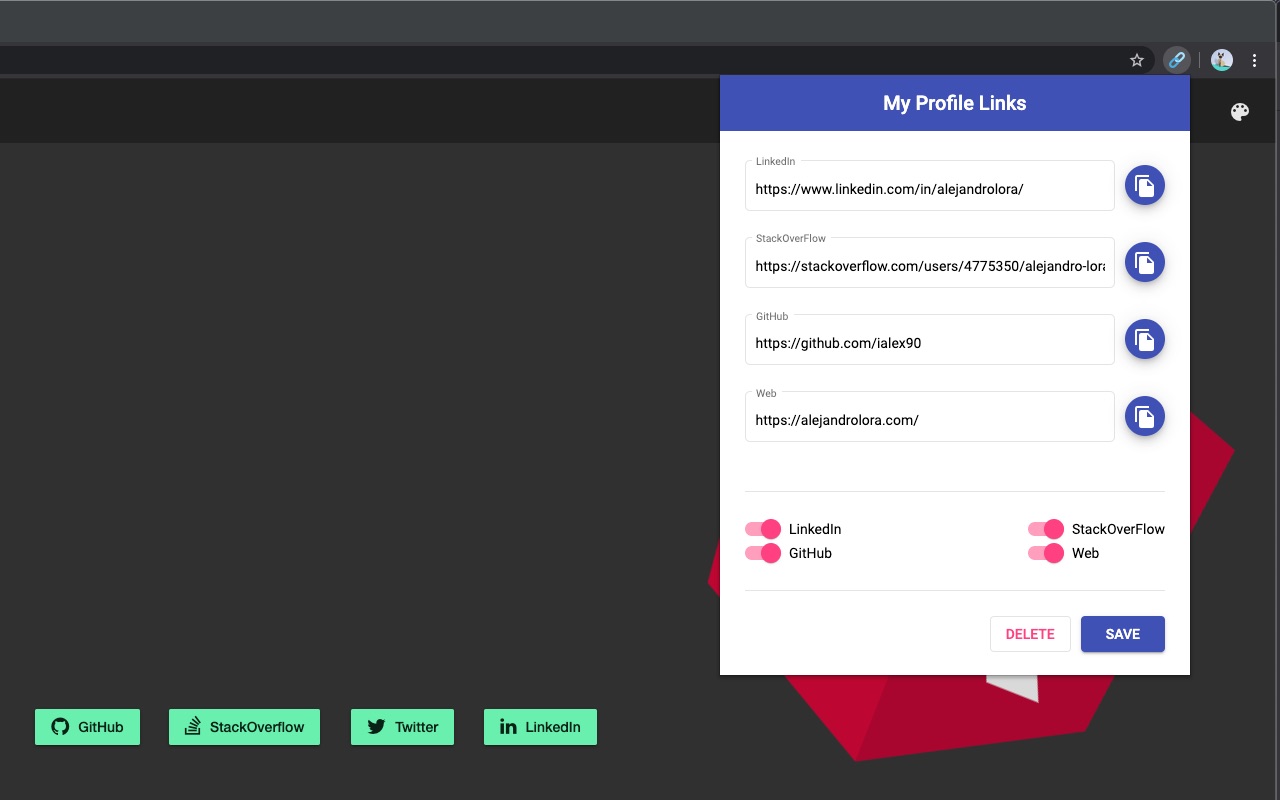 My Profile Links
LinkedIn
https://www.linkedin.com/in/alejandrolora/
StackOverFlow
https://stackoverflow.com/users/4775350/alejandro-lora
GitHub
https://github.com/ialex90
Web
https://alejandrolora.com/
LinkedIn
StackOverFlow
GitHub
Web
DELETE
SAVE
GitHub
StackOverflow
Twitter
LinkedIn